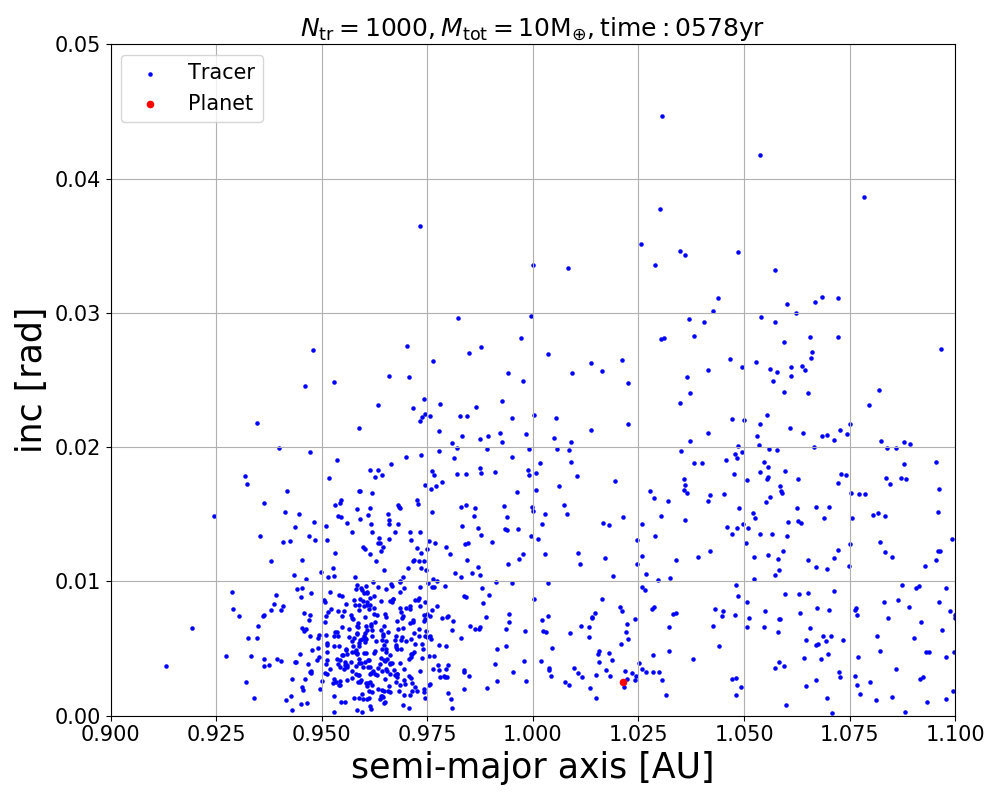 N_tr = 1000, M_tot = 10M_⊕, time : 0578yr
Tracer
Planet
0.05
0.04
0.03
0.02
0.01
0.00
inc [rad]
0.900 0.925 0.950 0.975 1.000 1.025 1.050 1.075 1.100
semi-major axis [AU]